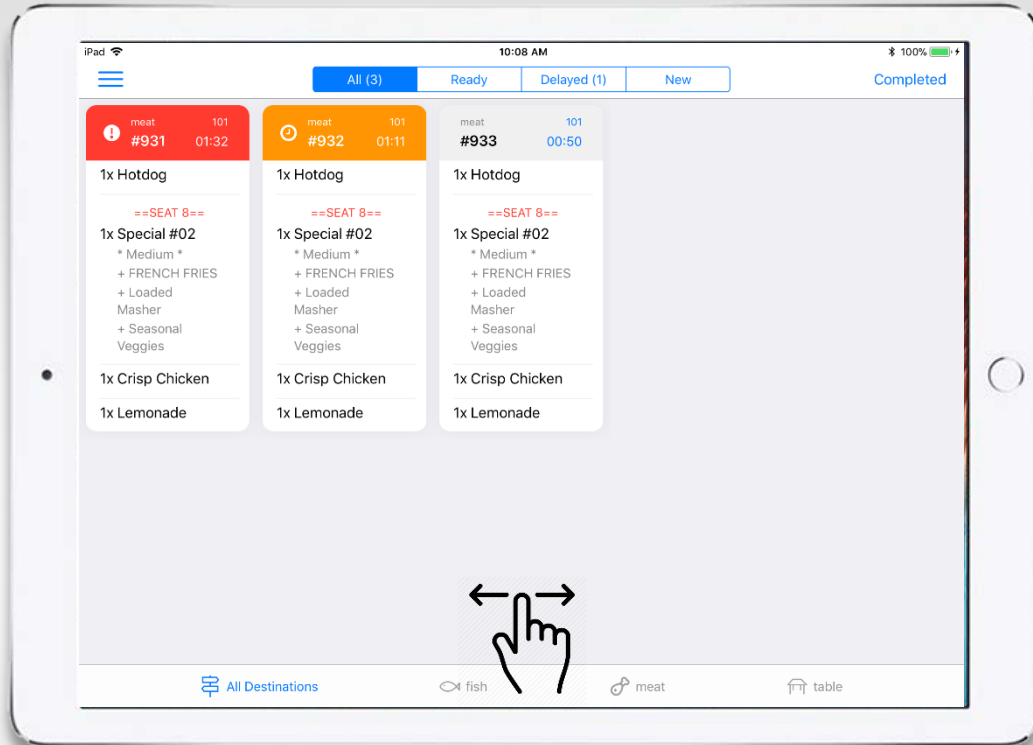 iPad 10:08 AM 100%
All (3) Ready Delayed (1) New Completed
meat 101
#931 01:32
1x Hotdog
==SEAT 8==
1x Special #02
* Medium *
+ FRENCH FRIES
+ Loaded
Masher
+ Seasonal
Veggies
1x Crisp Chicken
1x Lemonade
meat 101
#932 01:11
1x Hotdog
==SEAT 8==
1x Special #02
* Medium *
+ FRENCH FRIES
+ Loaded
Masher
+ Seasonal
Veggies
1x Crisp Chicken
1x Lemonade
meat 101
#933 00:50
1x Hotdog
==SEAT 8==
1x Special #02
* Medium *
+ FRENCH FRIES
+ Loaded
Masher
+ Seasonal
Veggies
1x Crisp Chicken
1x Lemonade
All Destinations fish meat table